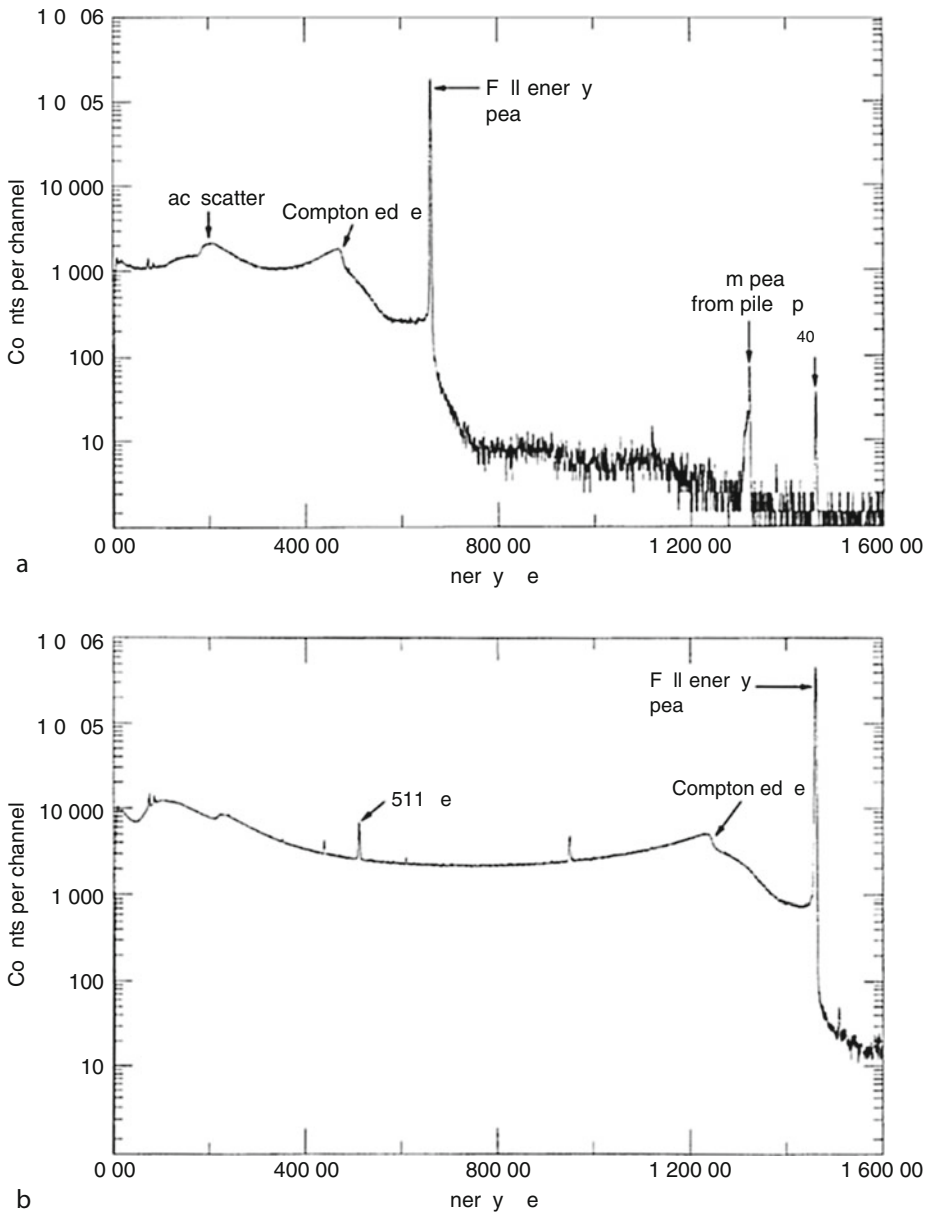 1 0 06
1 0 05
10 000
1 000
100
10
Co nts per channel
F ll ener y
pea
ac scatter
Compton ed e
m pea
from pile p
40
0 00
400 00
800 00
1 200 00
1 600 00
ner y e
a
1 0 06
1 0 05
10 000
1 000
100
10
Co nts per channel
F ll ener y
pea
Compton ed e
511 e
0 00
400 00
800 00
1 200 00
1 600 00
ner y e
b